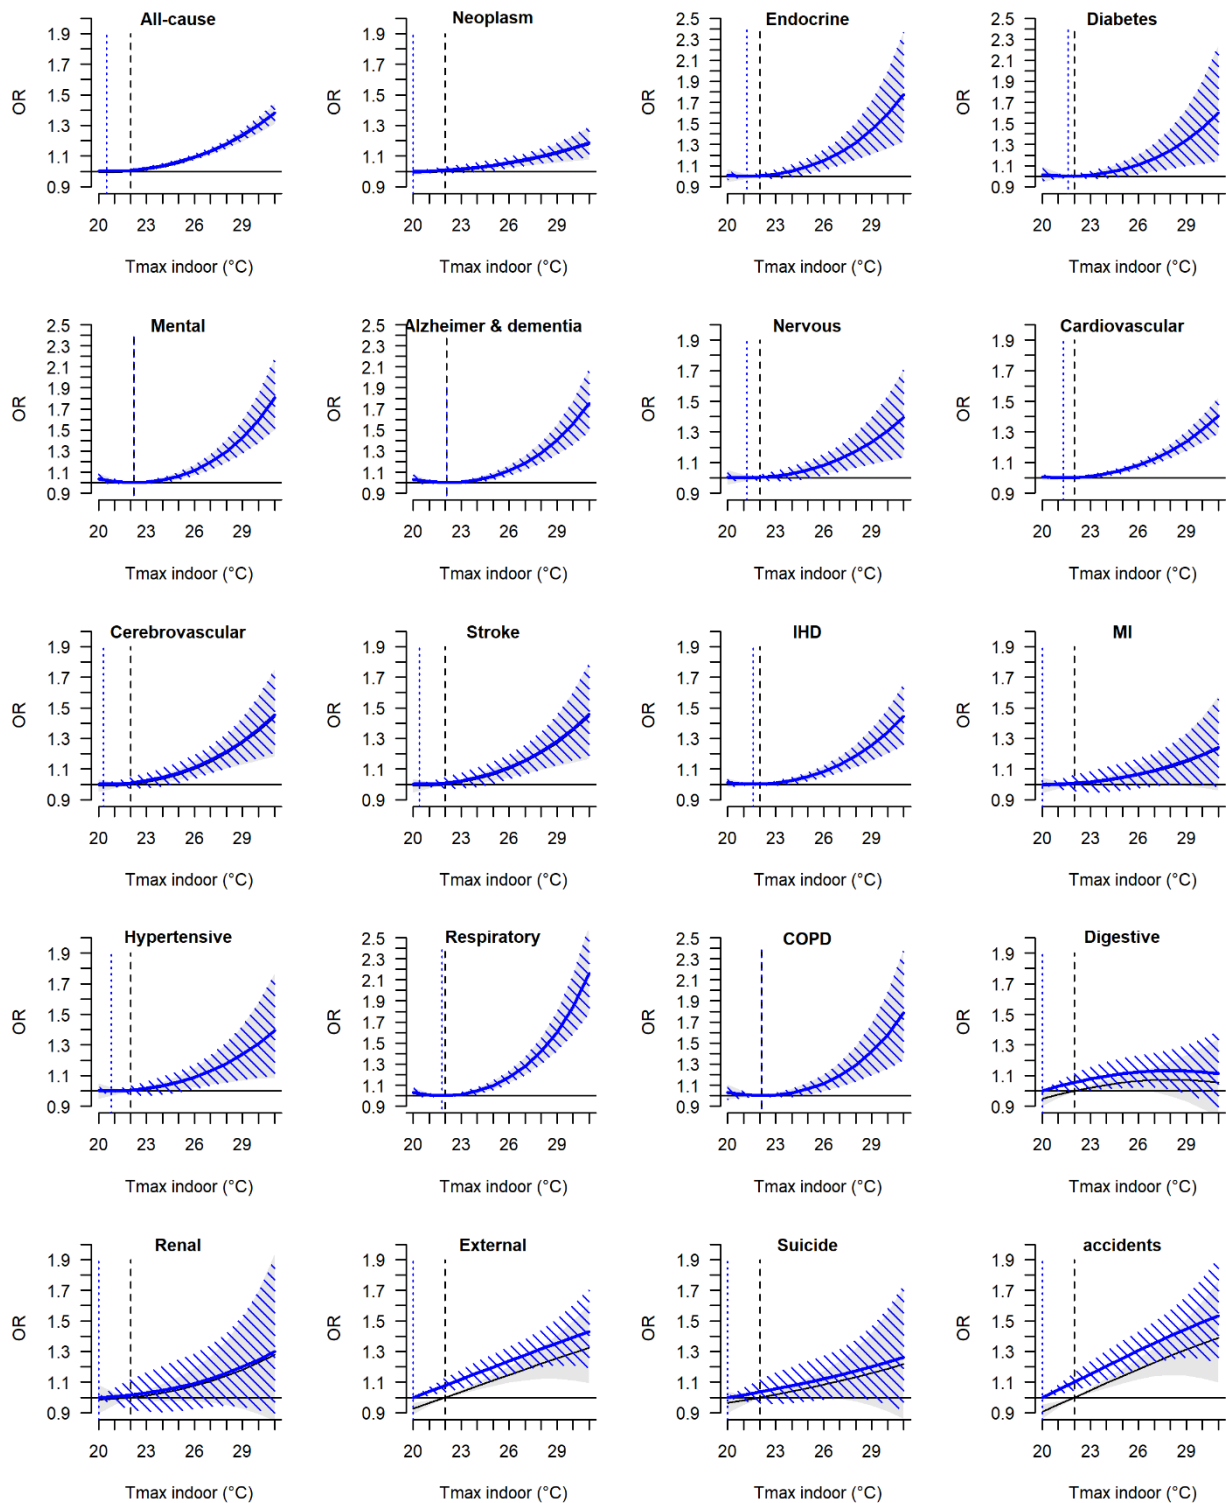 All-cause
1.9
1.7
1.5
1.3
1.1
0.9
OR
20 23 26 29
Tmax indoor (°C)
Neoplasm
1.9
1.7
1.5
1.3
1.1
0.9
OR
20 23 26 29
Tmax indoor (°C)
Endocrine
2.5
2.3
2.1
1.9
1.7
1.5
1.3
1.1
0.9
OR
20 23 26 29
Tmax indoor (°C)
Diabetes
2.5
2.3
2.1
1.9
1.7
1.5
1.3
1.1
0.9
OR
20 23 26 29
Tmax indoor (°C)
Mental
2.5
2.3
2.1
1.9
1.7
1.5
1.3
1.1
0.9
OR
20 23 26 29
Tmax indoor (°C)
Alzheimer & dementia
2.5
2.3
2.1
1.9
1.7
1.5
1.3
1.1
0.9
OR
20 23 26 29
Tmax indoor (°C)
Nervous
1.9
1.7
1.5
1.3
1.1
0.9
OR
20 23 26 29
Tmax indoor (°C)
Cardiovascular
1.9
1.7
1.5
1.3
1.1
0.9
OR
20 23 26 29
Tmax indoor (°C)
Cerebrovascular
1.9
1.7
1.5
1.3
1.1
0.9
OR
20 23 26 29
Tmax indoor (°C)
Stroke
1.9
1.7
1.5
1.3
1.1
0.9
OR
20 23 26 29
Tmax indoor (°C)
IHD
1.9
1.7
1.5
1.3
1.1
0.9
OR
20 23 26 29
Tmax indoor (°C)
MI
1.9
1.7
1.5
1.3
1.1
0.9
OR
20 23 26 29
Tmax indoor (°C)
Hypertensive
1.9
1.7
1.5
1.3
1.1
0.9
OR
20 23 26 29
Tmax indoor (°C)
Respiratory
2.5
2.3
2.1
1.9
1.7
1.5
1.3
1.1
0.9
OR
20 23 26 29
Tmax indoor (°C)
COPD
2.5
2.3
2.1
1.9
1.7
1.5
1.3
1.1
0.9
OR
20 23 26 29
Tmax indoor (°C)
Digestive
1.9
1.7
1.5
1.3
1.1
0.9
OR
20 23 26 29
Tmax indoor (°C)
Renal
1.9
1.7
1.5
1.3
1.1
0.9
OR
20 23 26 29
Tmax indoor (°C)
External
1.9
1.7
1.5
1.3
1.1
0.9
OR
20 23 26 29
Tmax indoor (°C)
Suicide
1.9
1.7
1.5
1.3
1.1
0.9
OR
20 23 26 29
Tmax indoor (°C)
accidents
1.9
1.7
1.5
1.3
1.1
0.9
OR
20 23 26 29
Tmax indoor (°C)